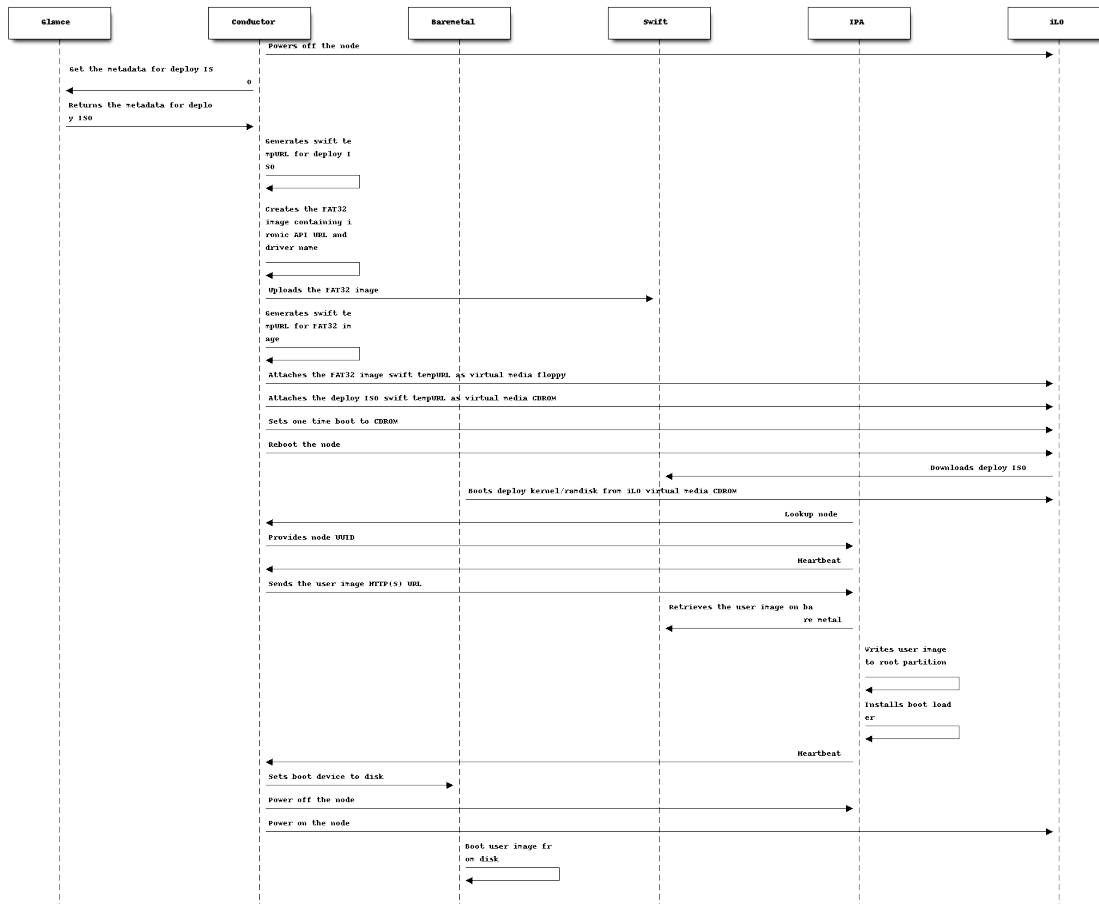 Glance
Conductor
Baremetal
Swift
IPA
iLO
Powers off the node
Get the metadata for deploy IS
O
Returns the metadata for deplo
y ISO
Generates swift te
mpURL for deploy I
SO
Creates the FAT32
image containing i
ronic API URL and
driver name
Uploads the FAT32 image
Generates swift te
mpURL for FAT32 im
age
Attaches the FAT32 image swift tempURL as virtual media floppy
Attaches the deploy ISO swift tempURL as virtual media CDROM
Sets one time boot to CDROM
Reboot the node
Downloads deploy ISO
Boots deploy kernel/ramdisk from iLO virtual media CDROM
Lookup node
Provides node UUID
Heartbeat
Sends the user image HTTP(S) URL
Retrieves the user image on ba
re metal
Writes user image
to root partition
Installs boot load
er
Heartbeat
Sets boot device to disk
Power off the node
Power on the node
Boot user image fr
om disk